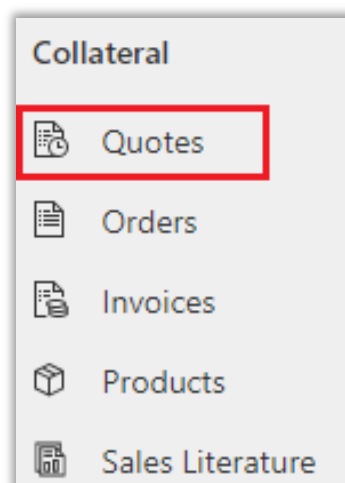 Collateral
Quotes
Orders
Invoices
Products
Sales Literature